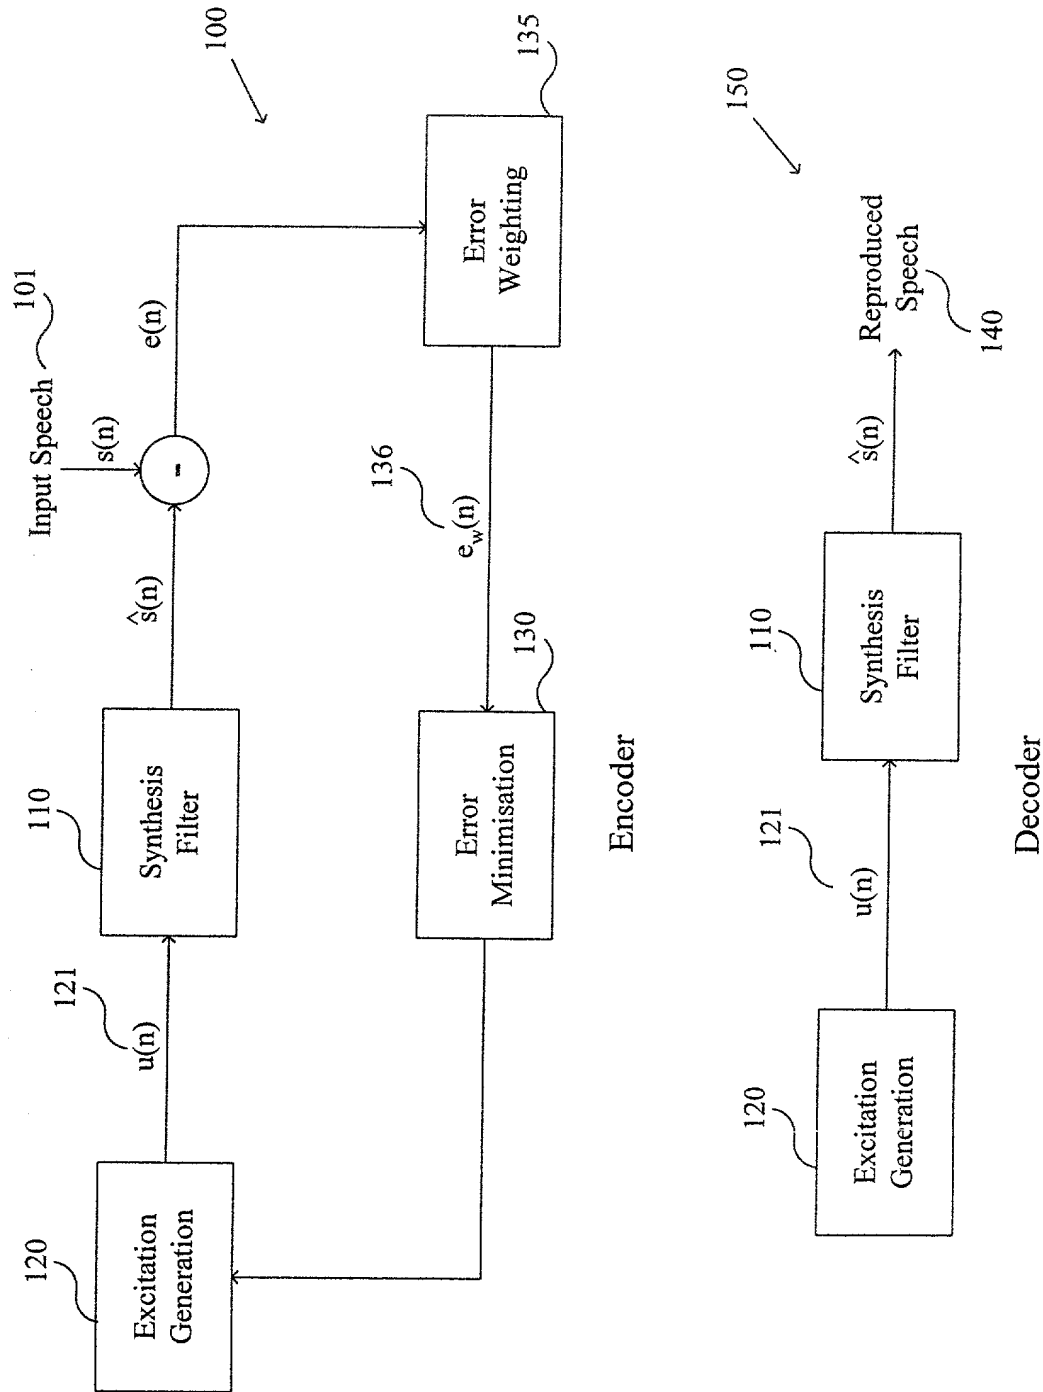 Input Speech
101
100
120
121
110
s(n)
e(n)
Excitation
Generation
u(n)
Synthesis
Filter
ŝ(n)
-
136
130
135
Error
Minimisation
e_w(n)
Error
Weighting
Encoder
150
120
121
110
Excitation
Generation
u(n)
Synthesis
Filter
ŝ(n)
Reproduced
Speech
140
Decoder